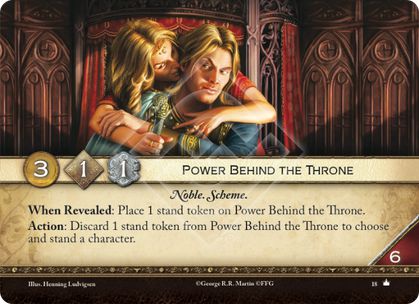 3 1 1 POWER BEHIND THE THRONE
Noble. Scheme.
When Revealed: Place 1 stand token on Power Behind the Throne.
Action: Discard 1 stand token from Power Behind the Throne to choose
and stand a character.
6
Illus. Henning Ludvigsen ©George R.R. Martin ©FFG 18